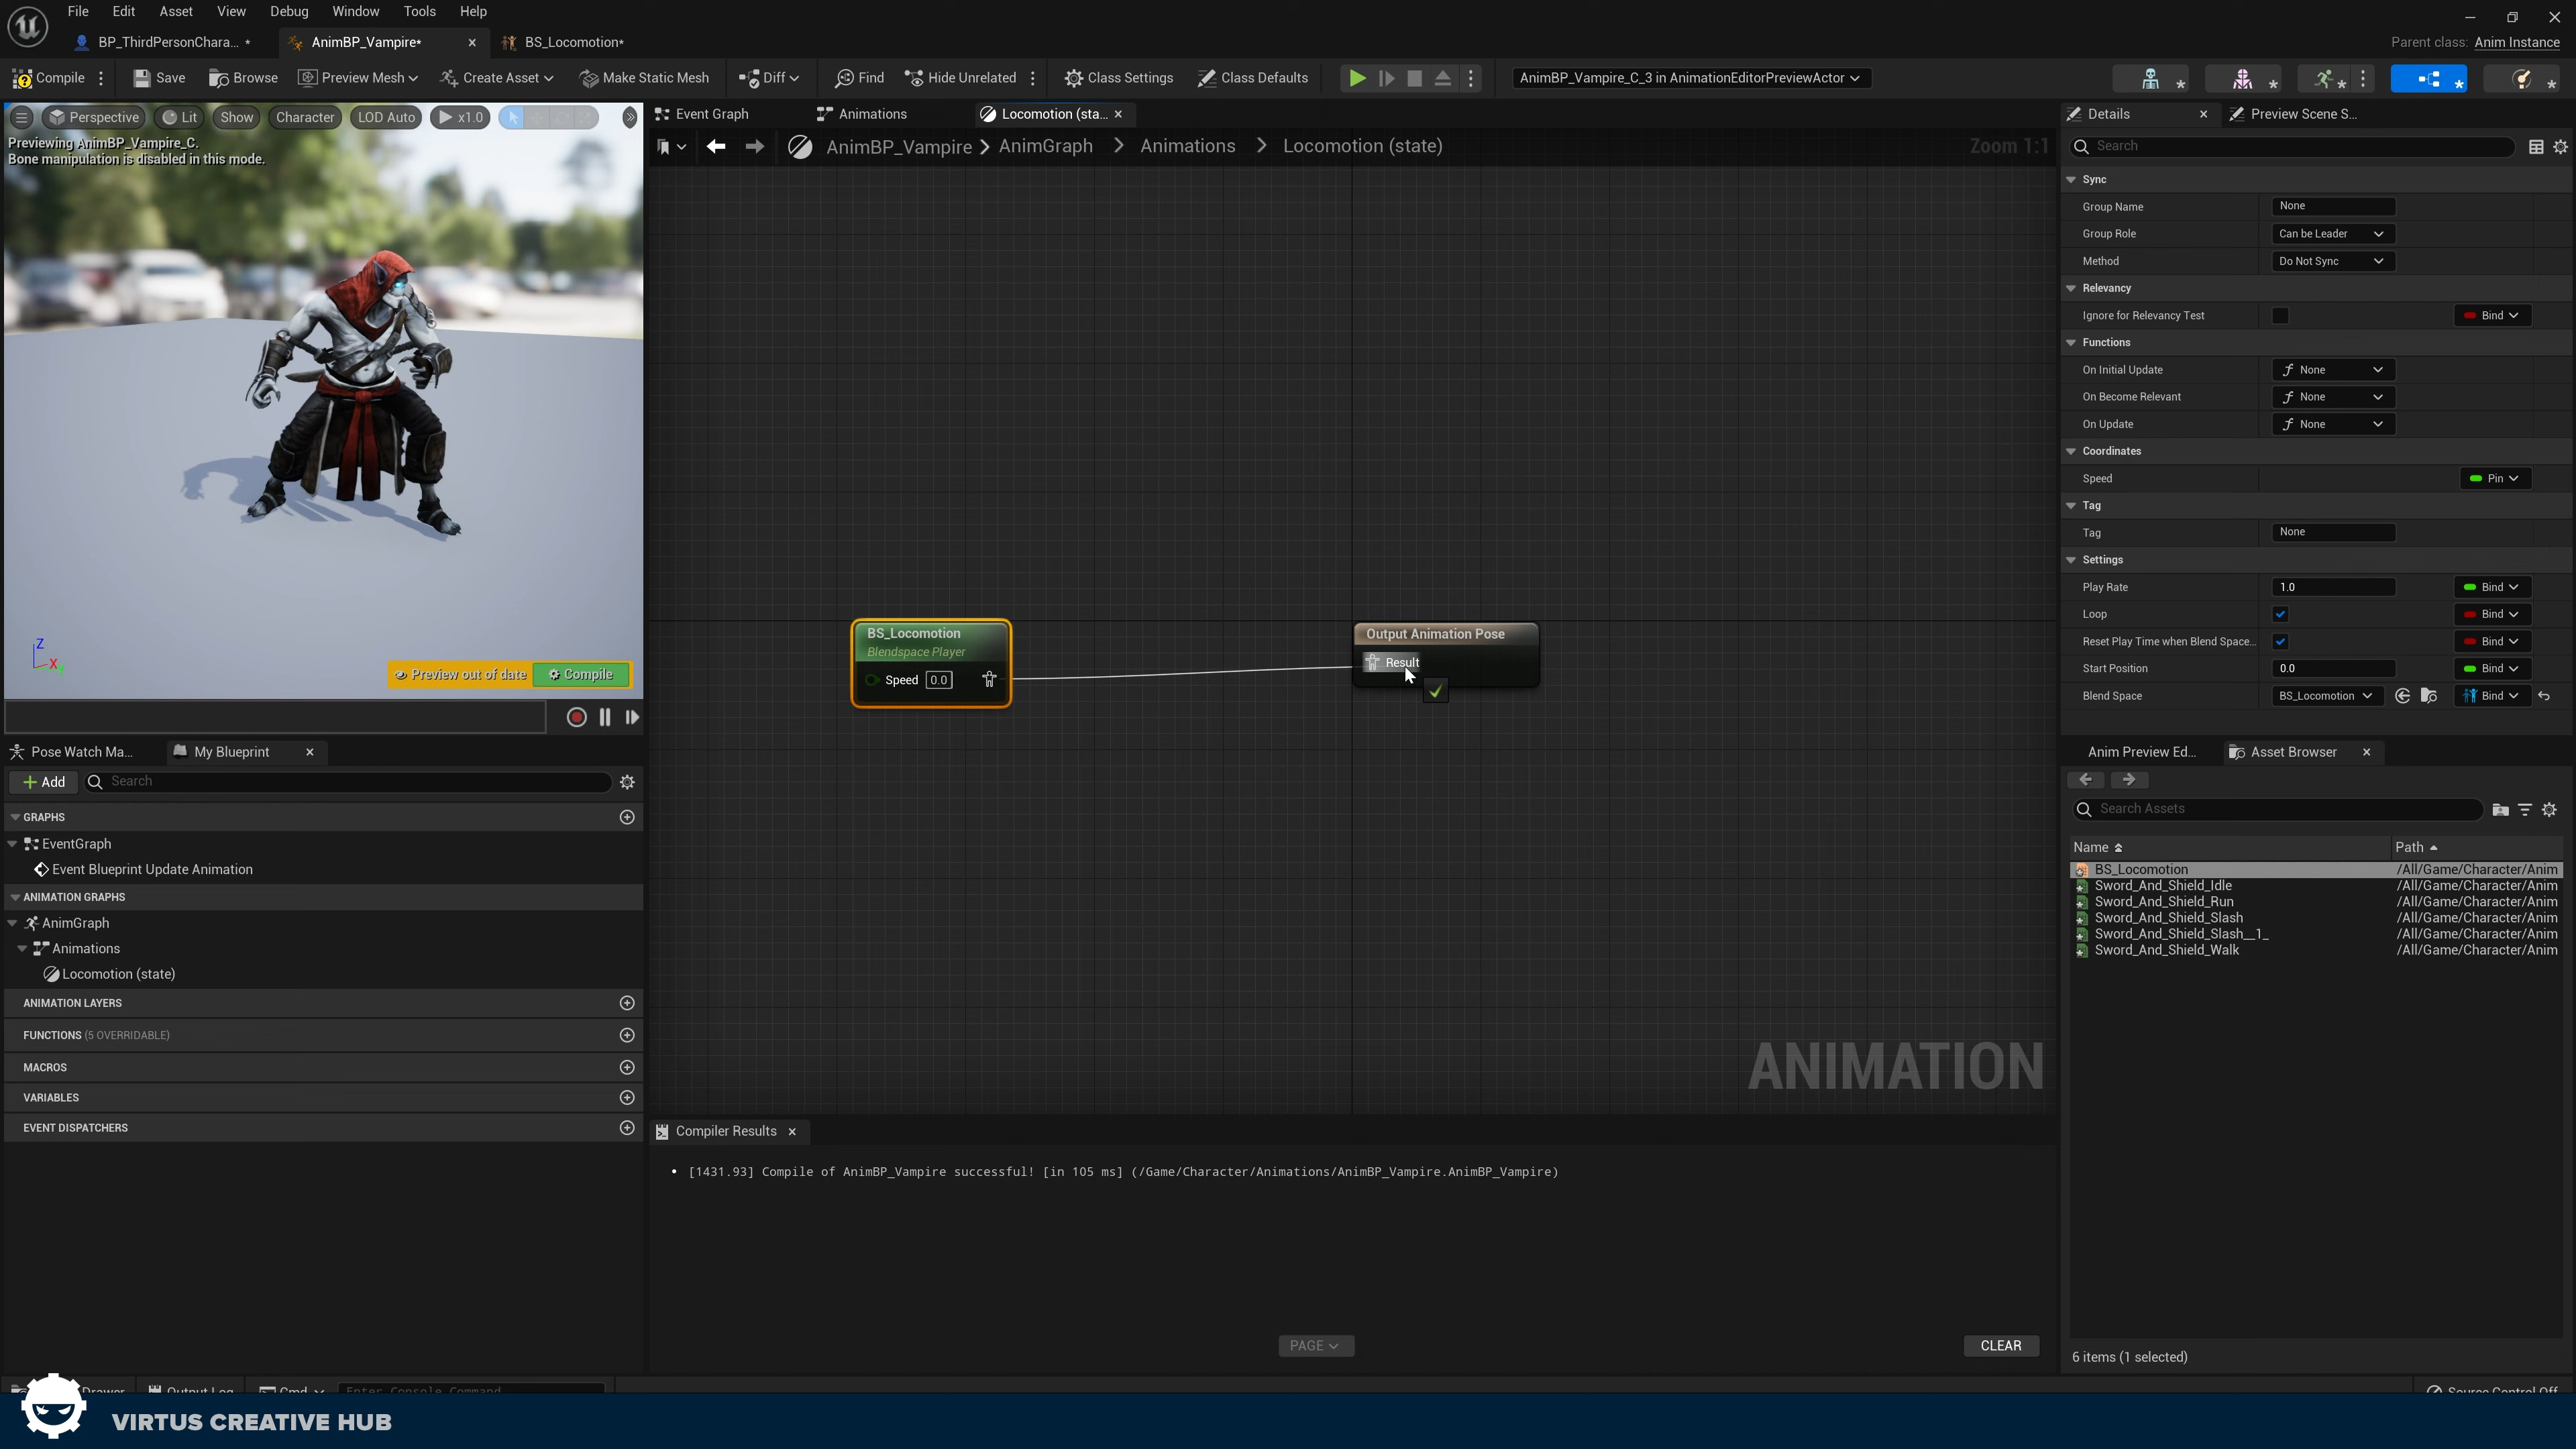 File Edit Asset View Debug Window Tools Help
BP_ThirdPersonChara... * AnimBP_Vampire* BS_Locomotion* Parent class: Anim Instance
Compile Save Browse Preview Mesh Create Asset Make Static Mesh Diff Find Hide Unrelated Class Settings Class Defaults AnimBP_Vampire_C_3 in AnimationEditorPreviewActor
Perspective Lit Show Character LOD Auto x1.0
Previewing AnimBP_Vampire_C.
Bone manipulation is disabled in this mode.
Z
X
Y
Preview out of date Compile
Pose Watch Ma... My Blueprint
Add Search
GRAPHS
EventGraph
Event Blueprint Update Animation
ANIMATION GRAPHS
AnimGraph
Animations
Locomotion (state)
ANIMATION LAYERS
FUNCTIONS (5 OVERRIDABLE)
MACROS
VARIABLES
EVENT DISPATCHERS
Event Graph Animations Locomotion (sta...
AnimBP_Vampire > AnimGraph > Animations > Locomotion (state) Zoom 1:1
BS_Locomotion
Blendspace Player
Speed 0.0
Output Animation Pose
Result
ANIMATION
Compiler Results
• [1431.93] Compile of AnimBP_Vampire successful! [in 105 ms] (/Game/Character/Animations/AnimBP_Vampire.AnimBP_Vampire)
PAGE CLEAR
Details Preview Scene S...
Search
Sync
Group Name None
Group Role Can be Leader
Method Do Not Sync
Relevancy
Ignore for Relevancy Test Bind
Functions
On Initial Update None
On Become Relevant None
On Update None
Coordinates
Speed Pin
Tag
Tag None
Settings
Play Rate 1.0 Bind
Loop Bind
Reset Play Time when Blend Space... Bind
Start Position 0.0 Bind
Blend Space BS_Locomotion Bind
Anim Preview Ed... Asset Browser
Search Assets
Name Path
BS_Locomotion /All/Game/Character/Anim
Sword_And_Shield_Idle /All/Game/Character/Anim
Sword_And_Shield_Run /All/Game/Character/Anim
Sword_And_Shield_Slash /All/Game/Character/Anim
Sword_And_Shield_Slash__1_ /All/Game/Character/Anim
Sword_And_Shield_Walk /All/Game/Character/Anim
6 items (1 selected)
Drawer Output Log Cmd Enter Console Command Source Control Off
VIRTUS CREATIVE HUB